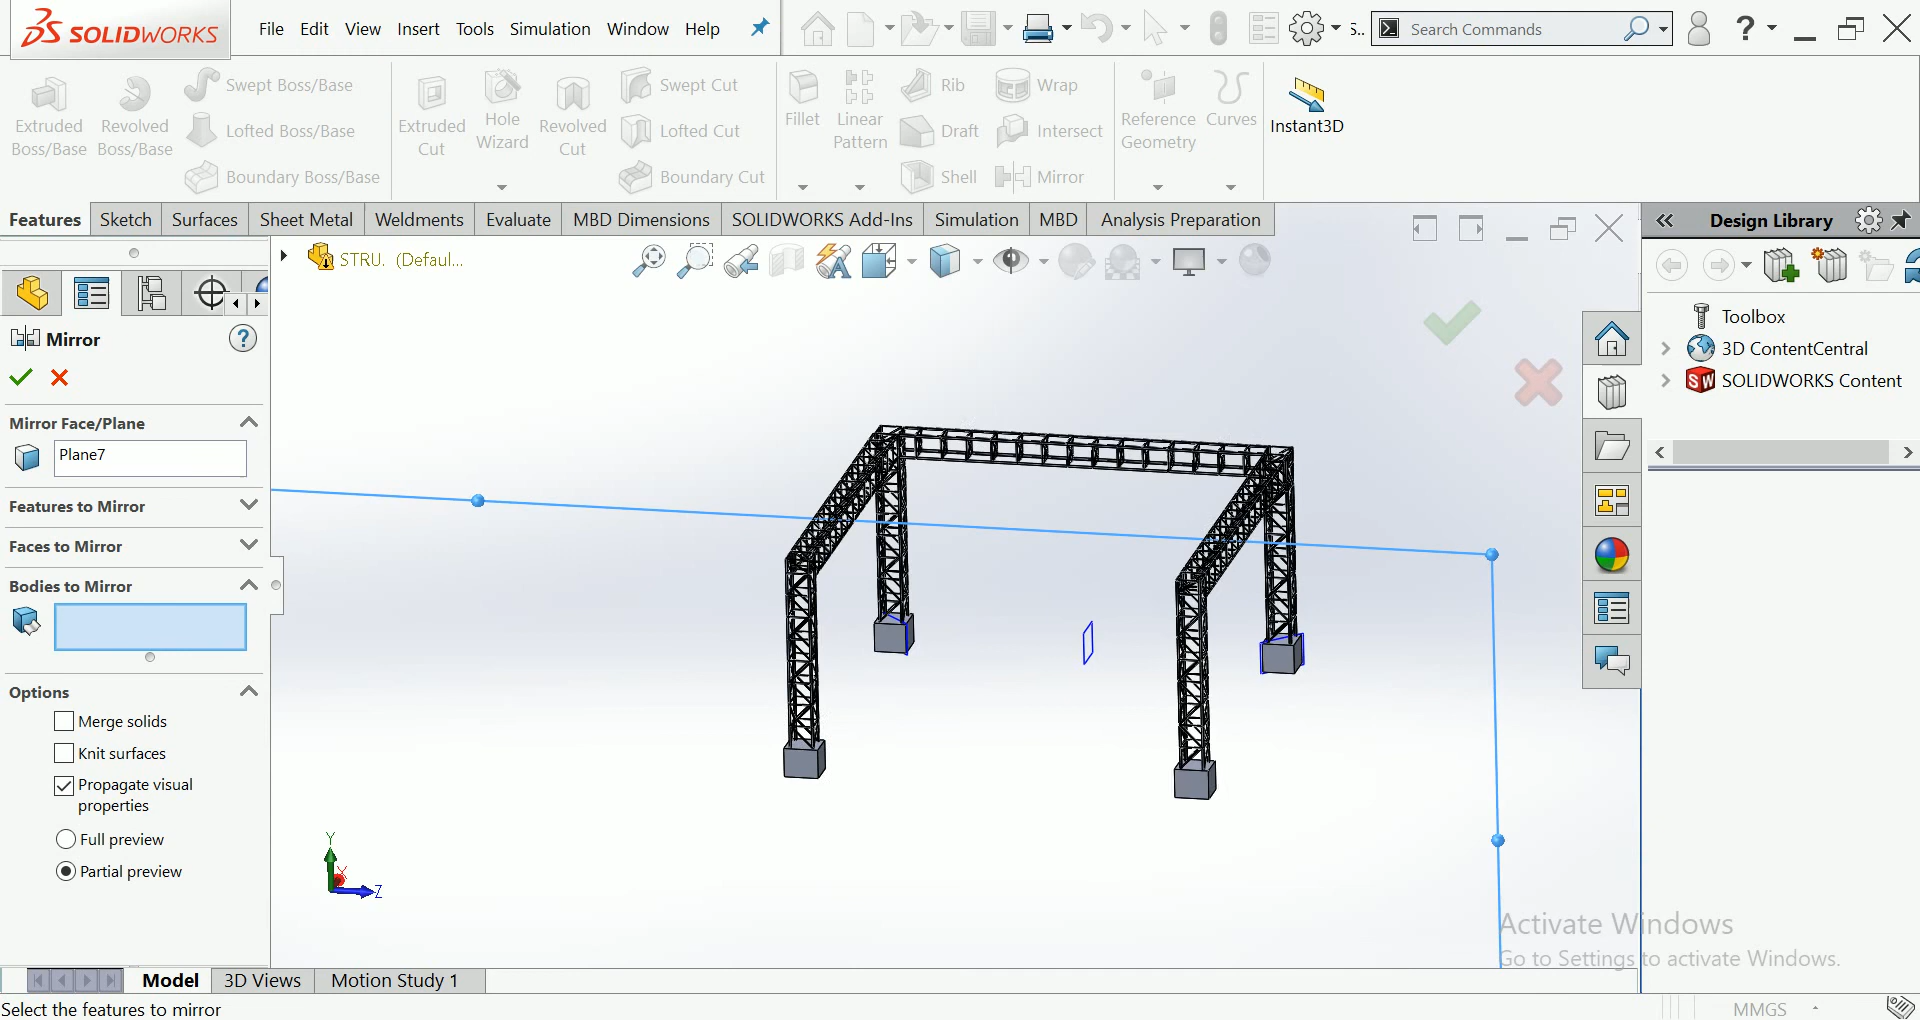 SOLIDWORKS
File Edit View Insert Tools Simulation Window Help
S..
Search Commands
?
Extruded Boss/Base
Revolved Boss/Base
Swept Boss/Base
Lofted Boss/Base
Boundary Boss/Base
Extruded Cut
Hole Wizard
Revolved Cut
Swept Cut
Lofted Cut
Boundary Cut
Fillet
Linear Pattern
Rib
Draft
Shell
Wrap
Intersect
Mirror
Reference Geometry
Curves
Instant3D
Features Sketch Surfaces Sheet Metal Weldments Evaluate MBD Dimensions SOLIDWORKS Add-Ins Simulation MBD Analysis Preparation
STRU. (Defaul...
Mirror
?
Mirror Face/Plane
Plane7
Features to Mirror
Faces to Mirror
Bodies to Mirror
Options
Merge solids
Knit surfaces
Propagate visual
properties
Full preview
Partial preview
Y
X
Z
Design Library
Toolbox
3D ContentCentral
SW SOLIDWORKS Content
Activate Windows
Go to Settings to activate Windows.
Model 3D Views Motion Study 1
Select the features to mirror
MMGS